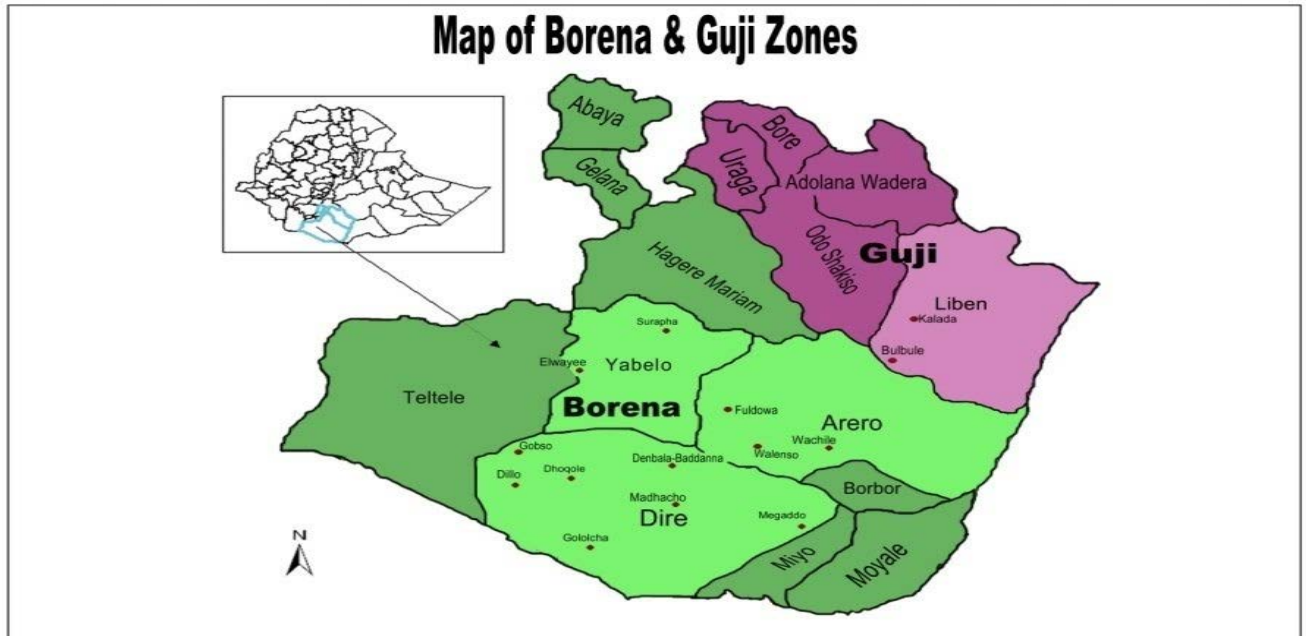 Map of Borena & Guji Zones
Abaya
Gelana
Bore
Uraga
Adolana Wadera
Odo Shakiso
Guji
Hagere Mariam
Liben
Kalada
Bulbule
Surapha
Elwayee
Yabelo
Teltele
Borena
Fuldowa
Arero
Wachile
Walenso
Gobso
Denbala-Baddanna
Dillo
Dhoqole
Borbor
Madhacho
Dire
Megaddo
Gololcha
Miyo
Moyale
N